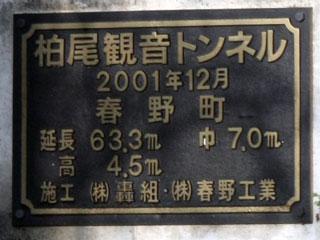 柏尾観音トンネル
2001年12月
春野町
延長 63.3m 巾 7.0m
高 4.5m
施工 ㈱轟組·㈱春野工業